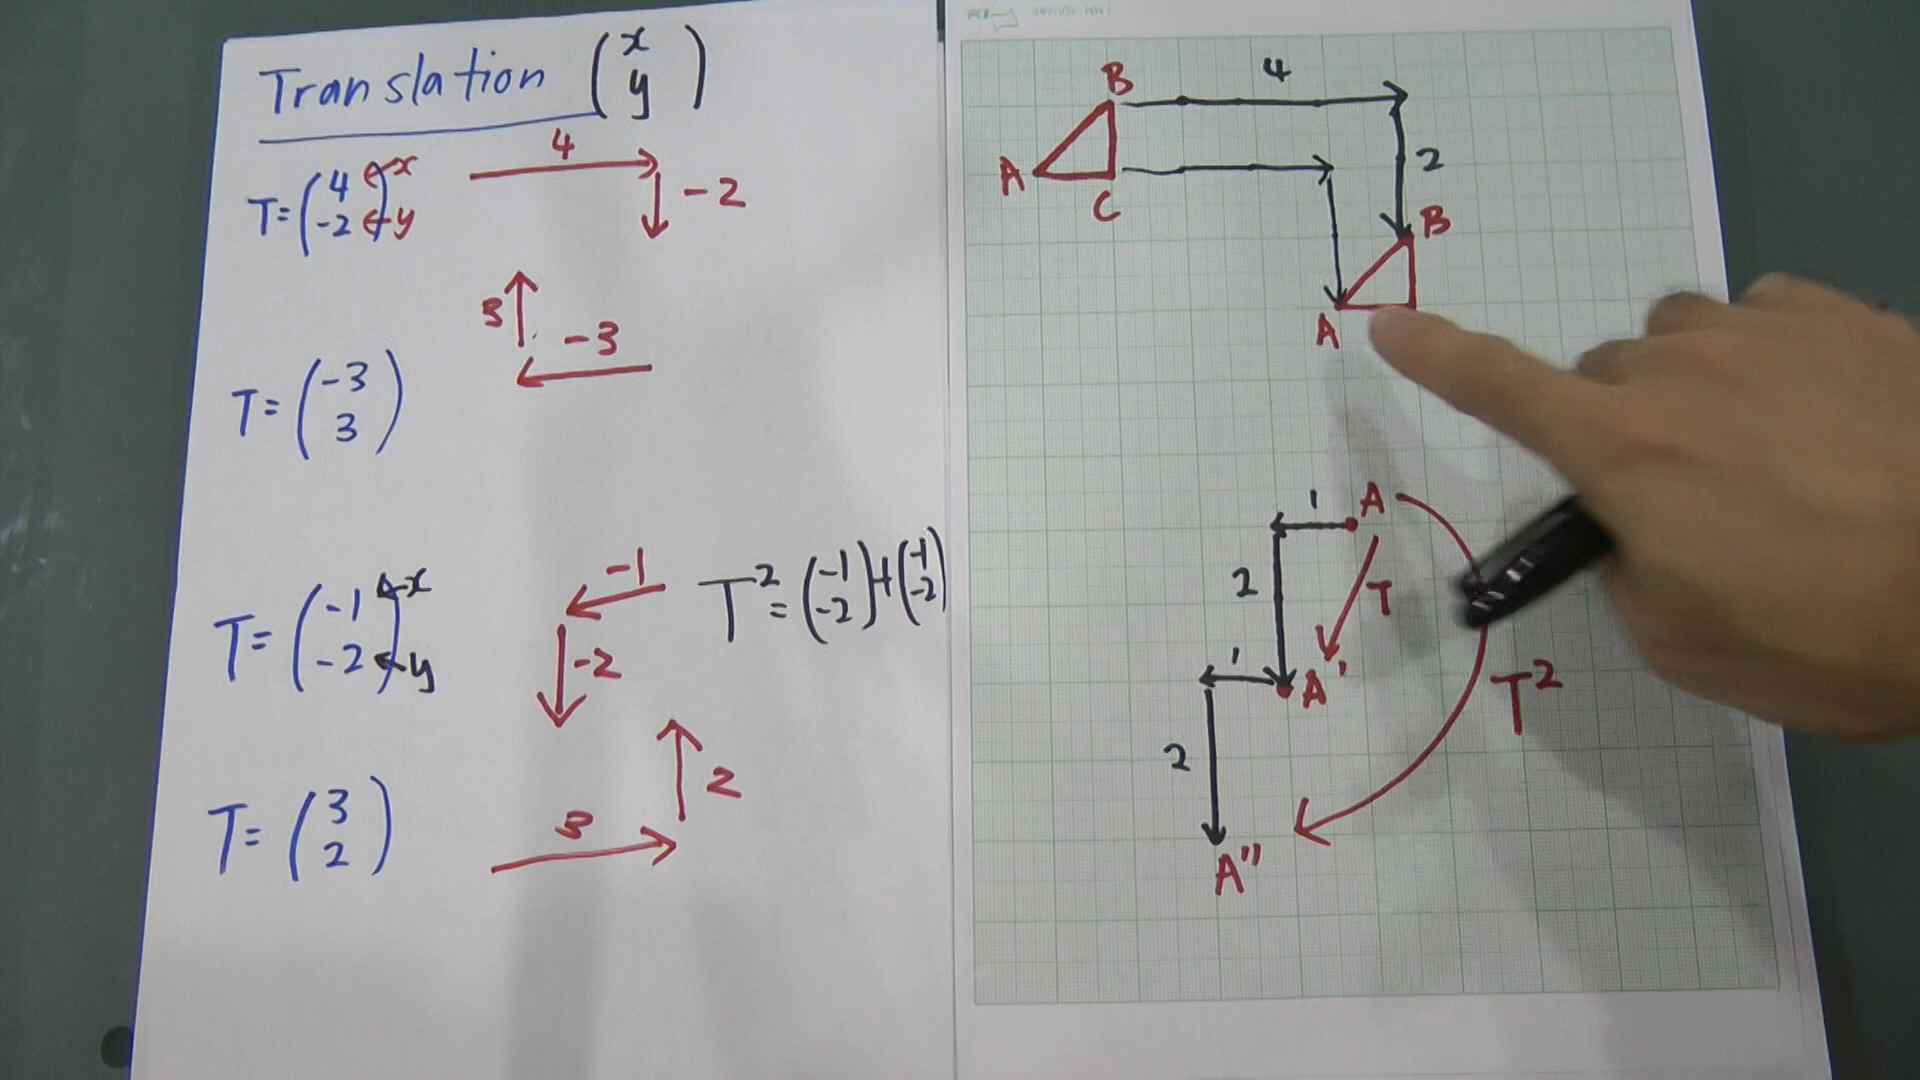 Translation (x
y)
4
T= (4 ← x
-2 ← y)
-2
3
-3
T= (-3
3)
T= (-1 ← x
-2 ← y)
-1
-2
T² = (-1
-2) + (-1
-2)
T= (3
2)
3
2
B
4
A
C
2
B
A
1
A
2
T
1
A'
T²
2
A''